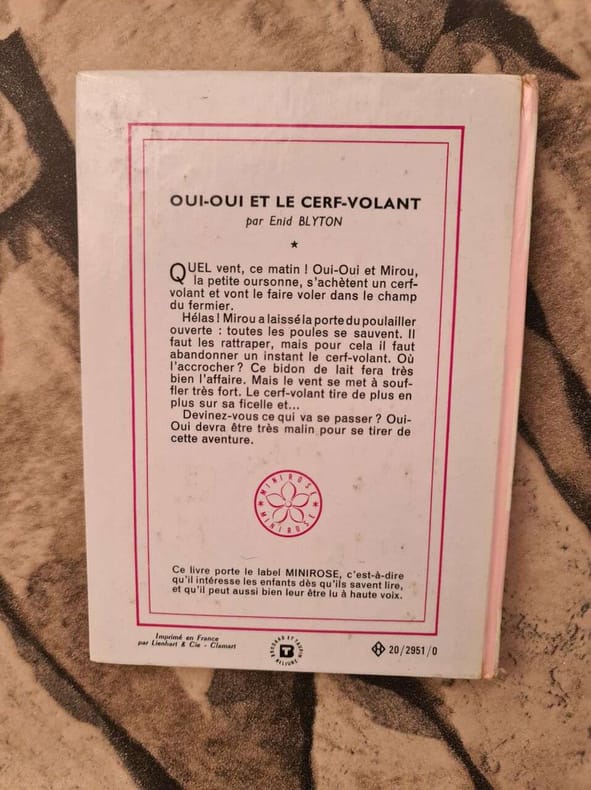 OUI-OUI ET LE CERF-VOLANT
par Enid BLYTON
★
QUEL vent, ce matin ! Oui-Oui et Mirou,
la petite oursonne, s'achètent un cerf-
volant et vont le faire voler dans le champ
du fermier.
Hélas ! Mirou a laissé la porte du poulailler
ouverte : toutes les poules se sauvent. Il
faut les rattraper, mais pour cela il faut
abandonner un instant le cerf-volant. Où
l'accrocher ? Ce bidon de lait fera très
bien l'affaire. Mais le vent se met à souf-
fler très fort. Le cerf-volant tire de plus en
plus sur sa ficelle et...
Devinez-vous ce qui va se passer ? Oui-
Oui devra être très malin pour se tirer de
cette aventure.
★ MINIROSE ★ MINIROSE
Ce livre porte le label MINIROSE, c'est-à-dire
qu'il intéresse les enfants dès qu'ils savent lire,
et qu'il peut aussi bien leur être lu à haute voix.
Imprimé en France
par Lienhart & Cie - Clamart
BRODARD ET TAUPIN
RELIURE
20/2951/0